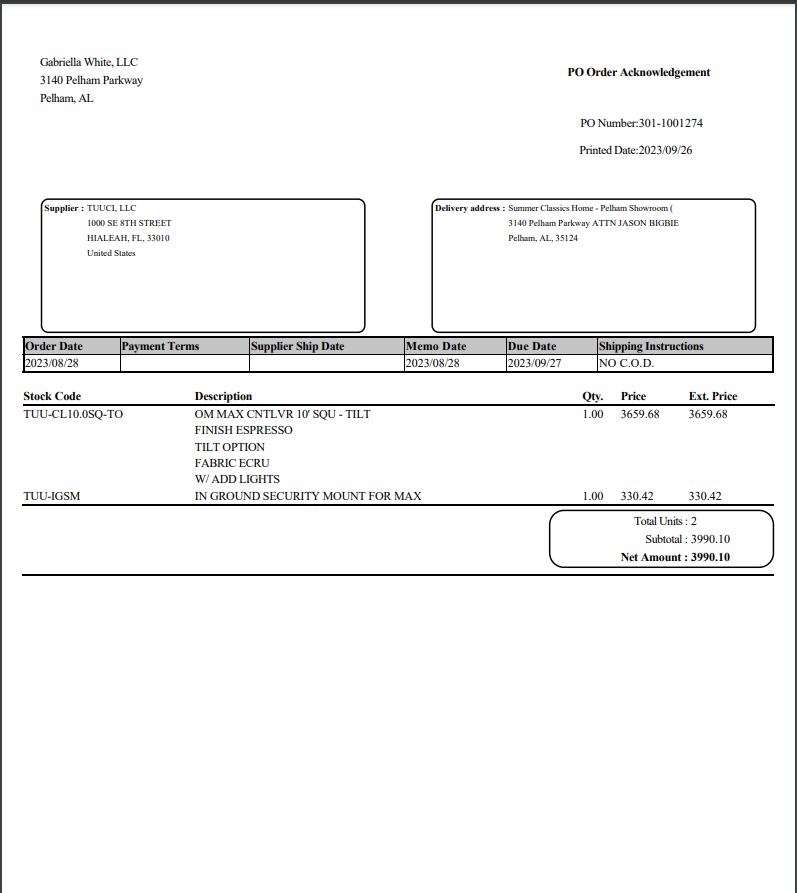 Gabriella White, LLC
3140 Pelham Parkway
Pelham, AL
PO Order Acknowledgement
PO Number:301-1001274
Printed Date:2023/09/26
Supplier : TUUCI, LLC
1000 SE 8TH STREET
HIALEAH, FL, 33010
United States
Delivery address : Summer Classics Home - Pelham Showroom (
3140 Pelham Parkway ATTN JASON BIGBIE
Pelham, AL, 35124
Order Date Payment Terms Supplier Ship Date Memo Date Due Date Shipping Instructions
2023/08/28 2023/08/28 2023/09/27 NO C.O.D.
Stock Code Description Qty. Price Ext. Price
TUU-CL10.0SQ-TO OM MAX CNTLVR 10' SQU - TILT 1.00 3659.68 3659.68
FINISH ESPRESSO
TILT OPTION
FABRIC ECRU
W/ ADD LIGHTS
TUU-IGSM IN GROUND SECURITY MOUNT FOR MAX 1.00 330.42 330.42
Total Units : 2
Subtotal : 3990.10
Net Amount : 3990.10